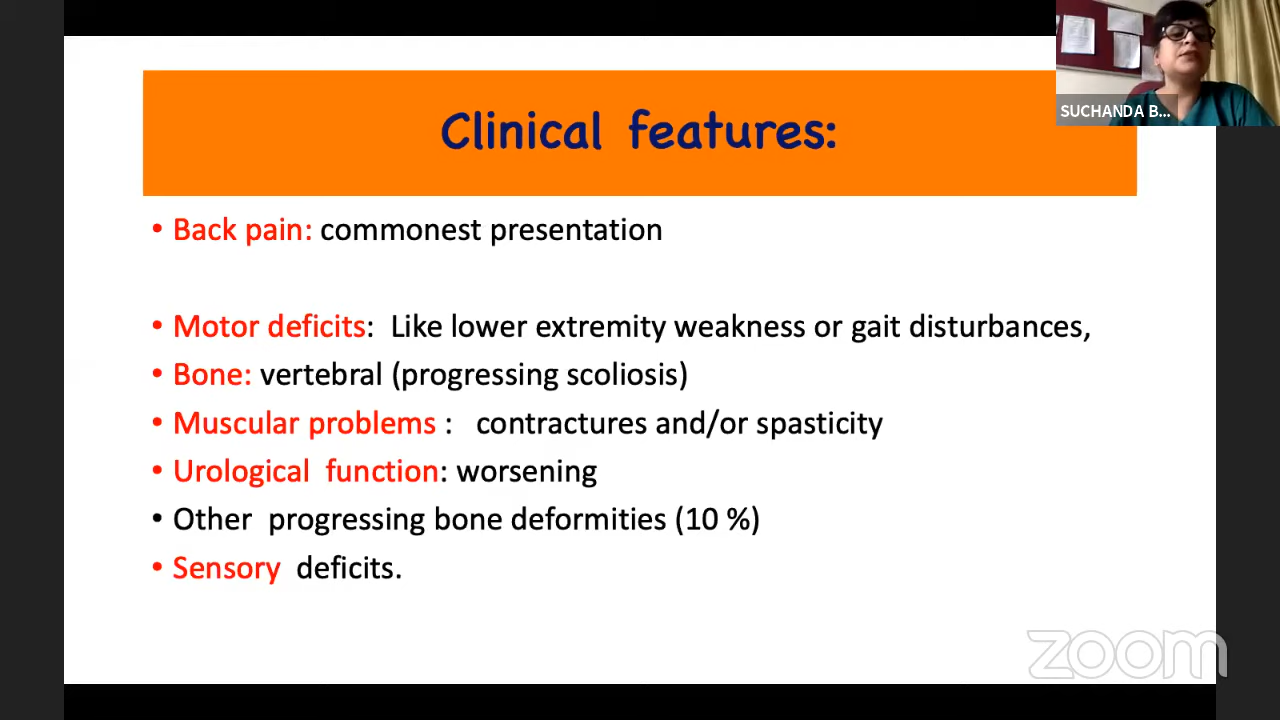 SUCHANDA B...
Clinical features:
• Back pain: commonest presentation
• Motor deficits: Like lower extremity weakness or gait disturbances,
• Bone: vertebral (progressing scoliosis)
• Muscular problems : contractures and/or spasticity
• Urological function: worsening
• Other progressing bone deformities (10 %)
• Sensory deficits.
zoom